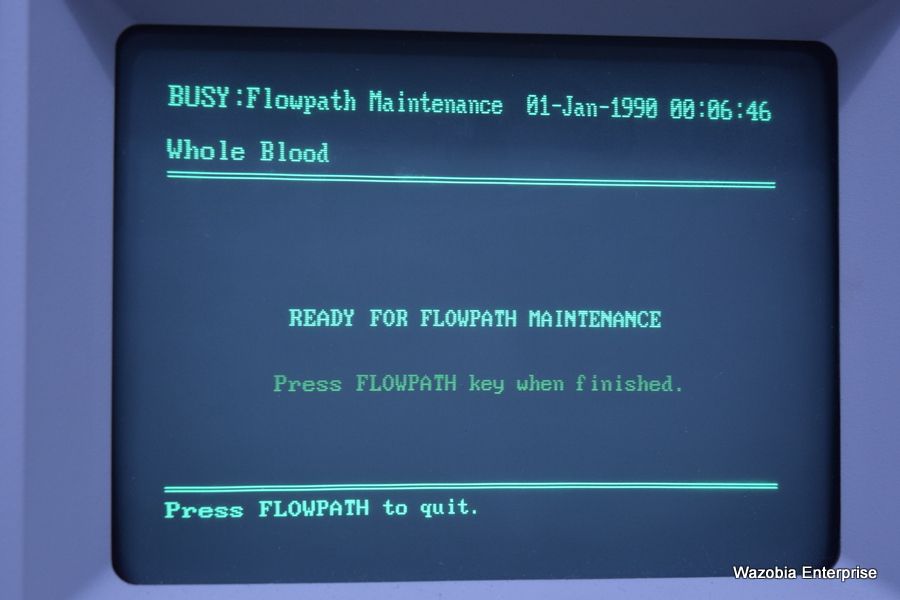 BUSY:Flowpath Maintenance 01-Jan-1990 00:06:46
Whole Blood
READY FOR FLOWPATH MAINTENANCE
Press FLOWPATH key when finished.
Press FLOWPATH to quit.
Wazobia Enterprise